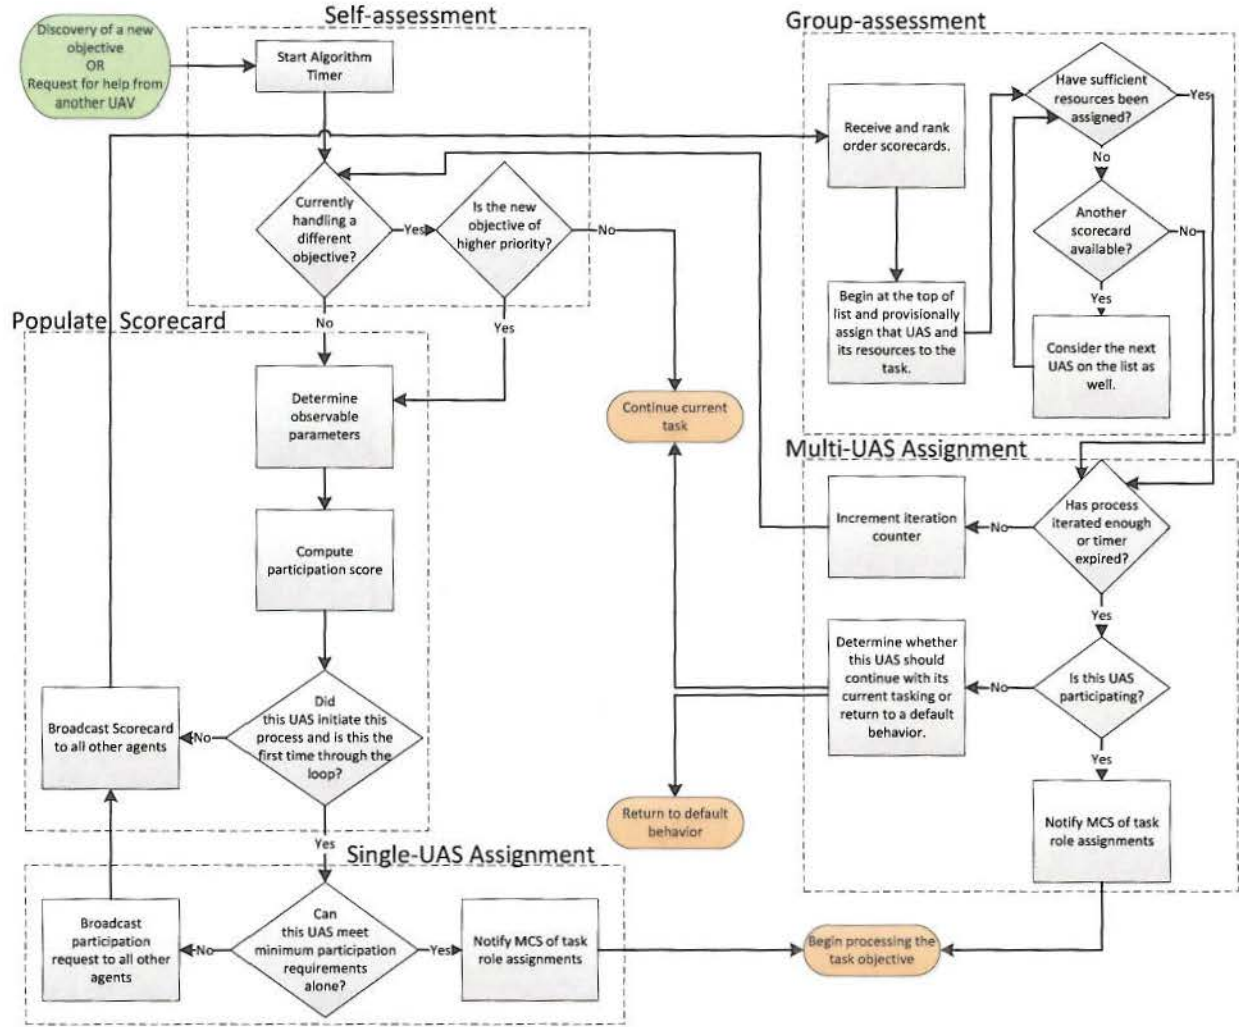 Self-assessment
Group-assessment
Discovery of a new
objective
OR
Request for help from
another UAV
Start Algorithm
Timer
Currently
handling a
different
objective?
Yes
Is the new
objective of
higher priority?
No
No
Yes
Receive and rank
order scorecards.
Begin at the top of
list and provisionally
assign that UAS and
its resources to the
task.
Have sufficient
resources been
assigned?
Yes
No
Another
scorecard
available?
No
Yes
Consider the next
UAS on the list as
well.
Populate Scorecard
Determine
observable
parameters
Compute
participation score
Did
this UAS initiate this
process and is this the
first time through the
loop?
No
Broadcast Scorecard
to all other agents
Yes
Continue current
task
Return to default
behavior
Multi-UAS Assignment
Has process
iterated enough
or timer
expired?
No
Increment iteration
counter
Yes
Is this UAS
participating?
No
Determine whether
this UAS should
continue with its
current tasking or
return to a default
behavior.
Yes
Notify MCS of task
role assignments
Single-UAS Assignment
Can
this UAS meet
minimum participation
requirements
alone?
No
Broadcast
participation
request to all other
agents
Yes
Notify MCS of task
role assignments
Begin processing the
task objective